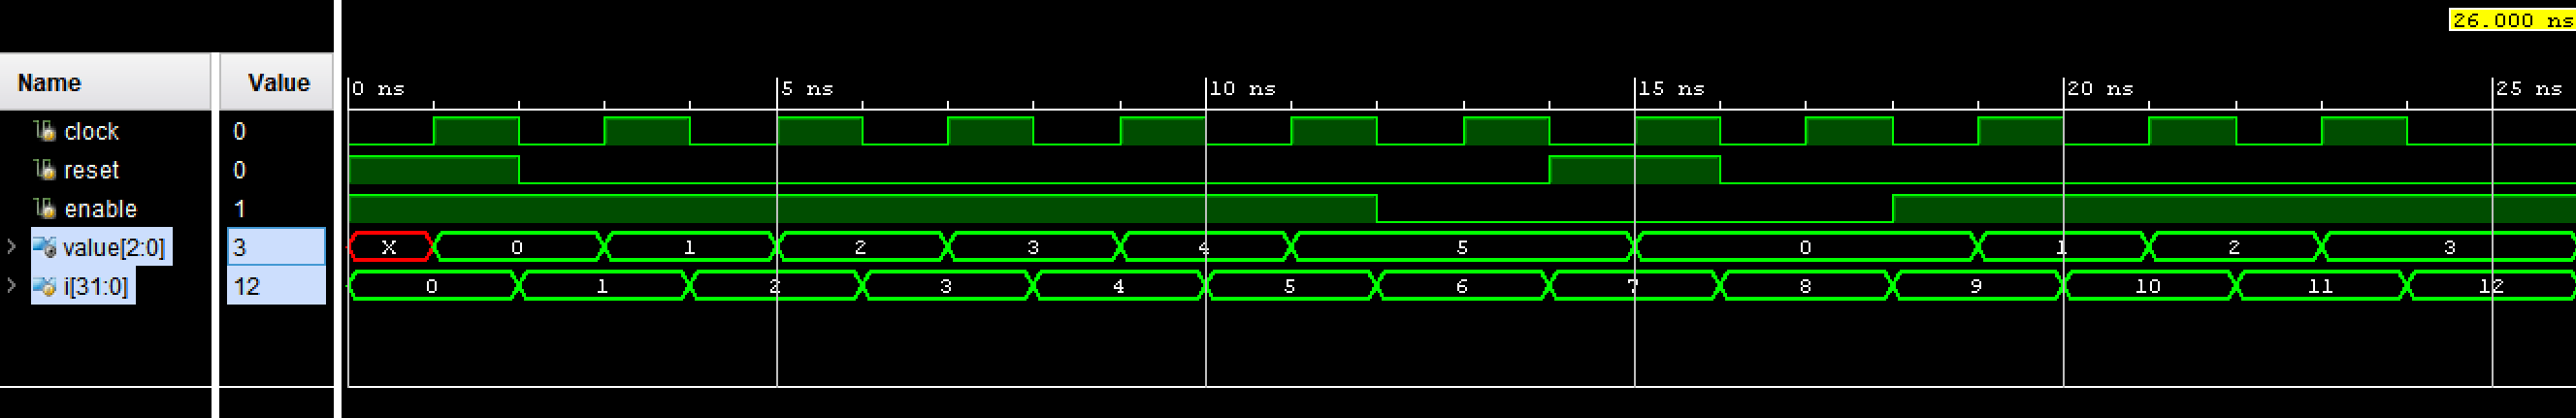 26.000 ns
Name Value
0 ns 5 ns 10 ns 15 ns 20 ns 25 ns
clock 0
reset 0
enable 1
value[2:0] 3 X 0 1 2 3 4 5 0 1 2 3
i[31:0] 12 0 1 2 3 4 5 6 7 8 9 10 11 12